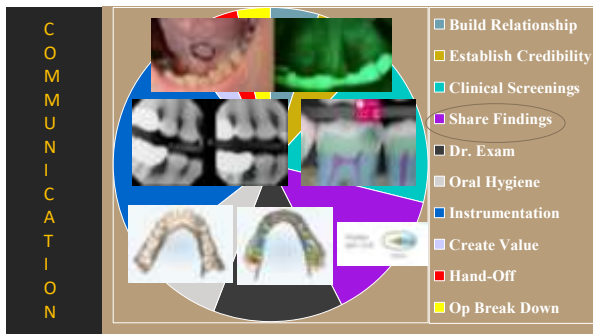 COMMUNICATION
Build Relationship
Establish Credibility
Clinical Screenings
Share Findings
Dr. Exam
Oral Hygiene
Instrumentation
Create Value
Hand-Off
Op Break Down